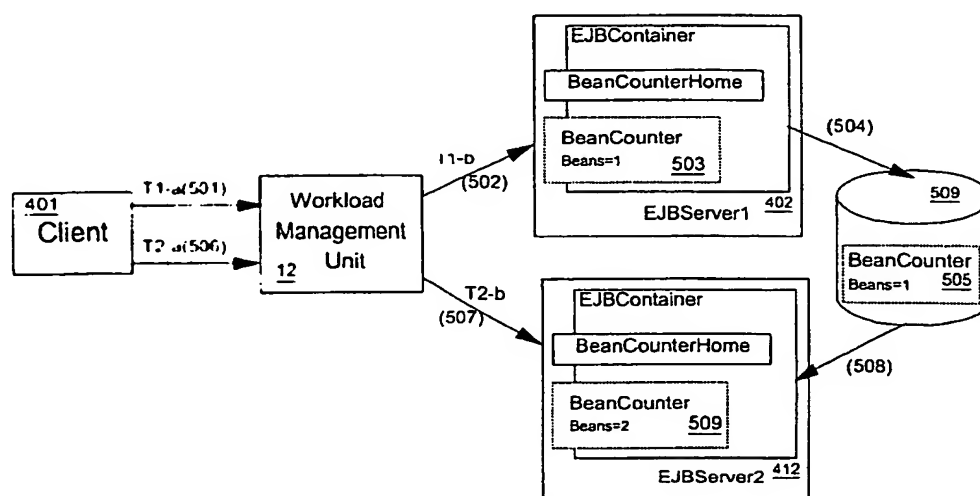 EJBContainer
BeanCounterHome
BeanCounter
Beans=1 503
EJBServer1 402
(504)
T1-b
(502)
T1-a(501)
401
Client
T2-a(506)
Workload
Management
Unit
12
T2-b
(507)
509
BeanCounter
Beans=1 505
(508)
EJBContainer
BeanCounterHome
BeanCounter
Beans=2 509
EJBServer2 412